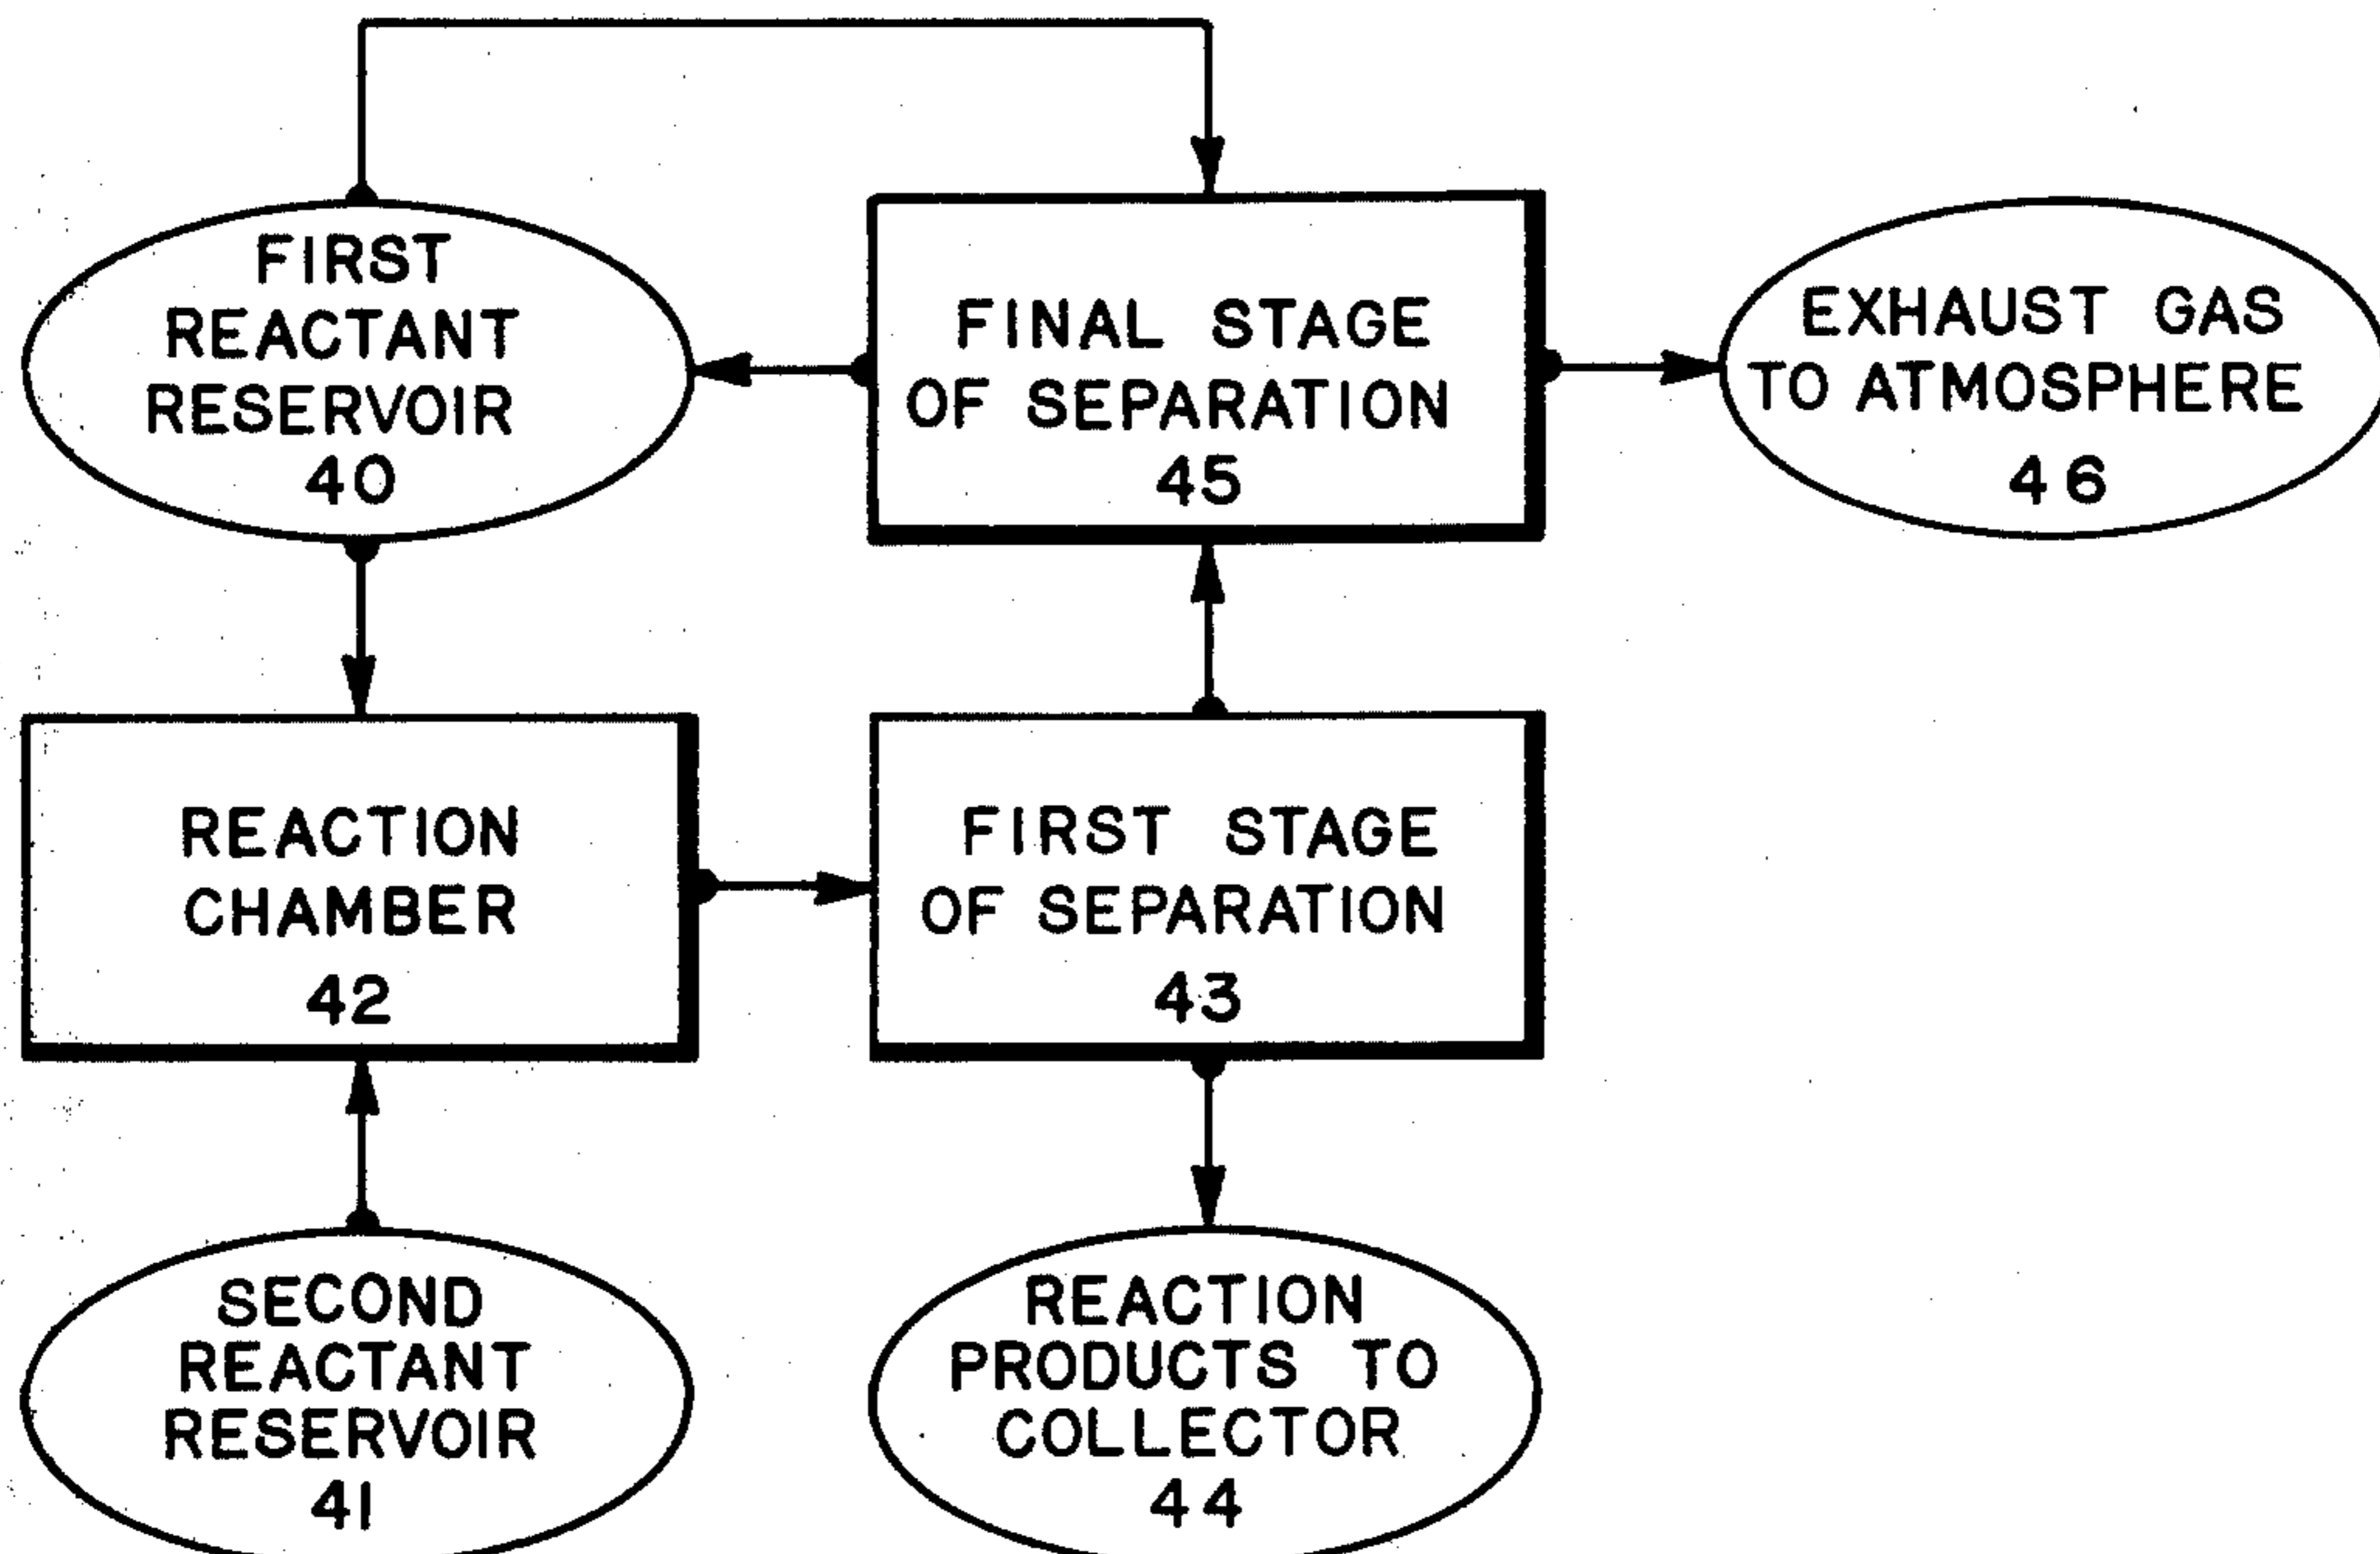 FIRST
REACTANT
RESERVOIR
40
FINAL STAGE
OF SEPARATION
45
EXHAUST GAS
TO ATMOSPHERE
46
REACTION
CHAMBER
42
FIRST STAGE
OF SEPARATION
43
SECOND
REACTANT
RESERVOIR
41
REACTION
PRODUCTS TO
COLLECTOR
44